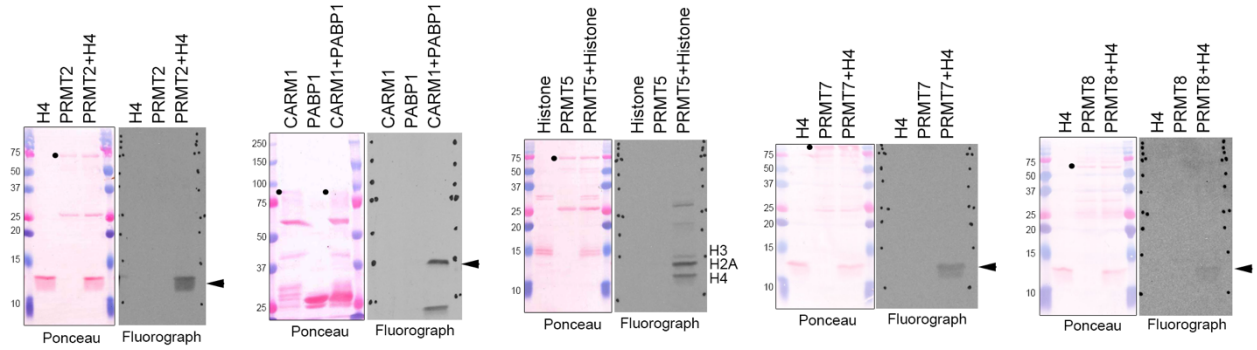 H4
PRMT2
PRMT2+H4
H4
PRMT2
PRMT2+H4
75
50
37
25
20
15
10
Ponceau
Fluorograph
CARM1
PABP1
CARM1+PABP1
CARM1
PABP1
CARM1+PABP1
250
150
100
75
50
37
25
Ponceau
Fluorograph
Histone
PRMT5
PRMT5+Histone
Histone
PRMT5
PRMT5+Histone
75
50
37
25
20
15
10
H3
H2A
H4
Ponceau
Fluorograph
H4
PRMT7
PRMT7+H4
H4
PRMT7
PRMT7+H4
75
50
37
25
20
15
10
Ponceau
Fluorograph
H4
PRMT8
PRMT8+H4
H4
PRMT8
PRMT8+H4
75
50
37
25
20
15
10
Ponceau
Fluorograph